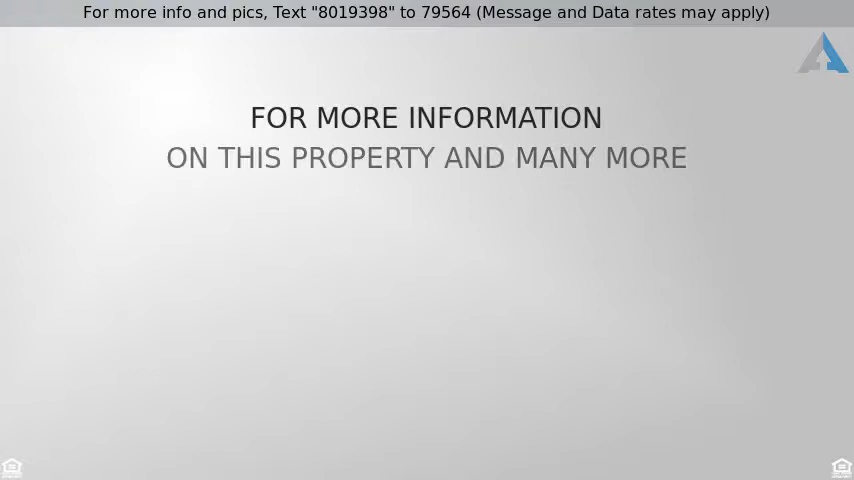 For more info and pics, Text "8019398" to 79564 (Message and Data rates may apply)
FOR MORE INFORMATION
ON THIS PROPERTY AND MANY MORE